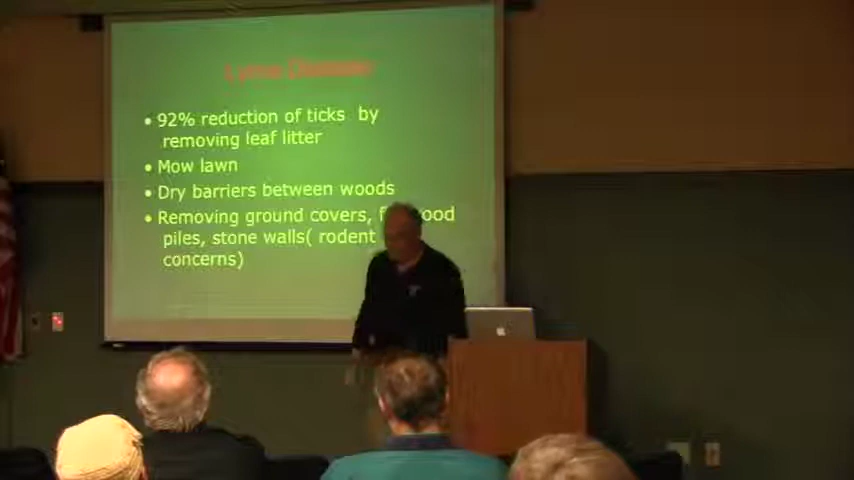 Lyme Disease
• 92% reduction of ticks by
removing leaf litter
• Mow lawn
• Dry barriers between woods
• Removing ground covers,
piles, stone walls( rodent
concerns)